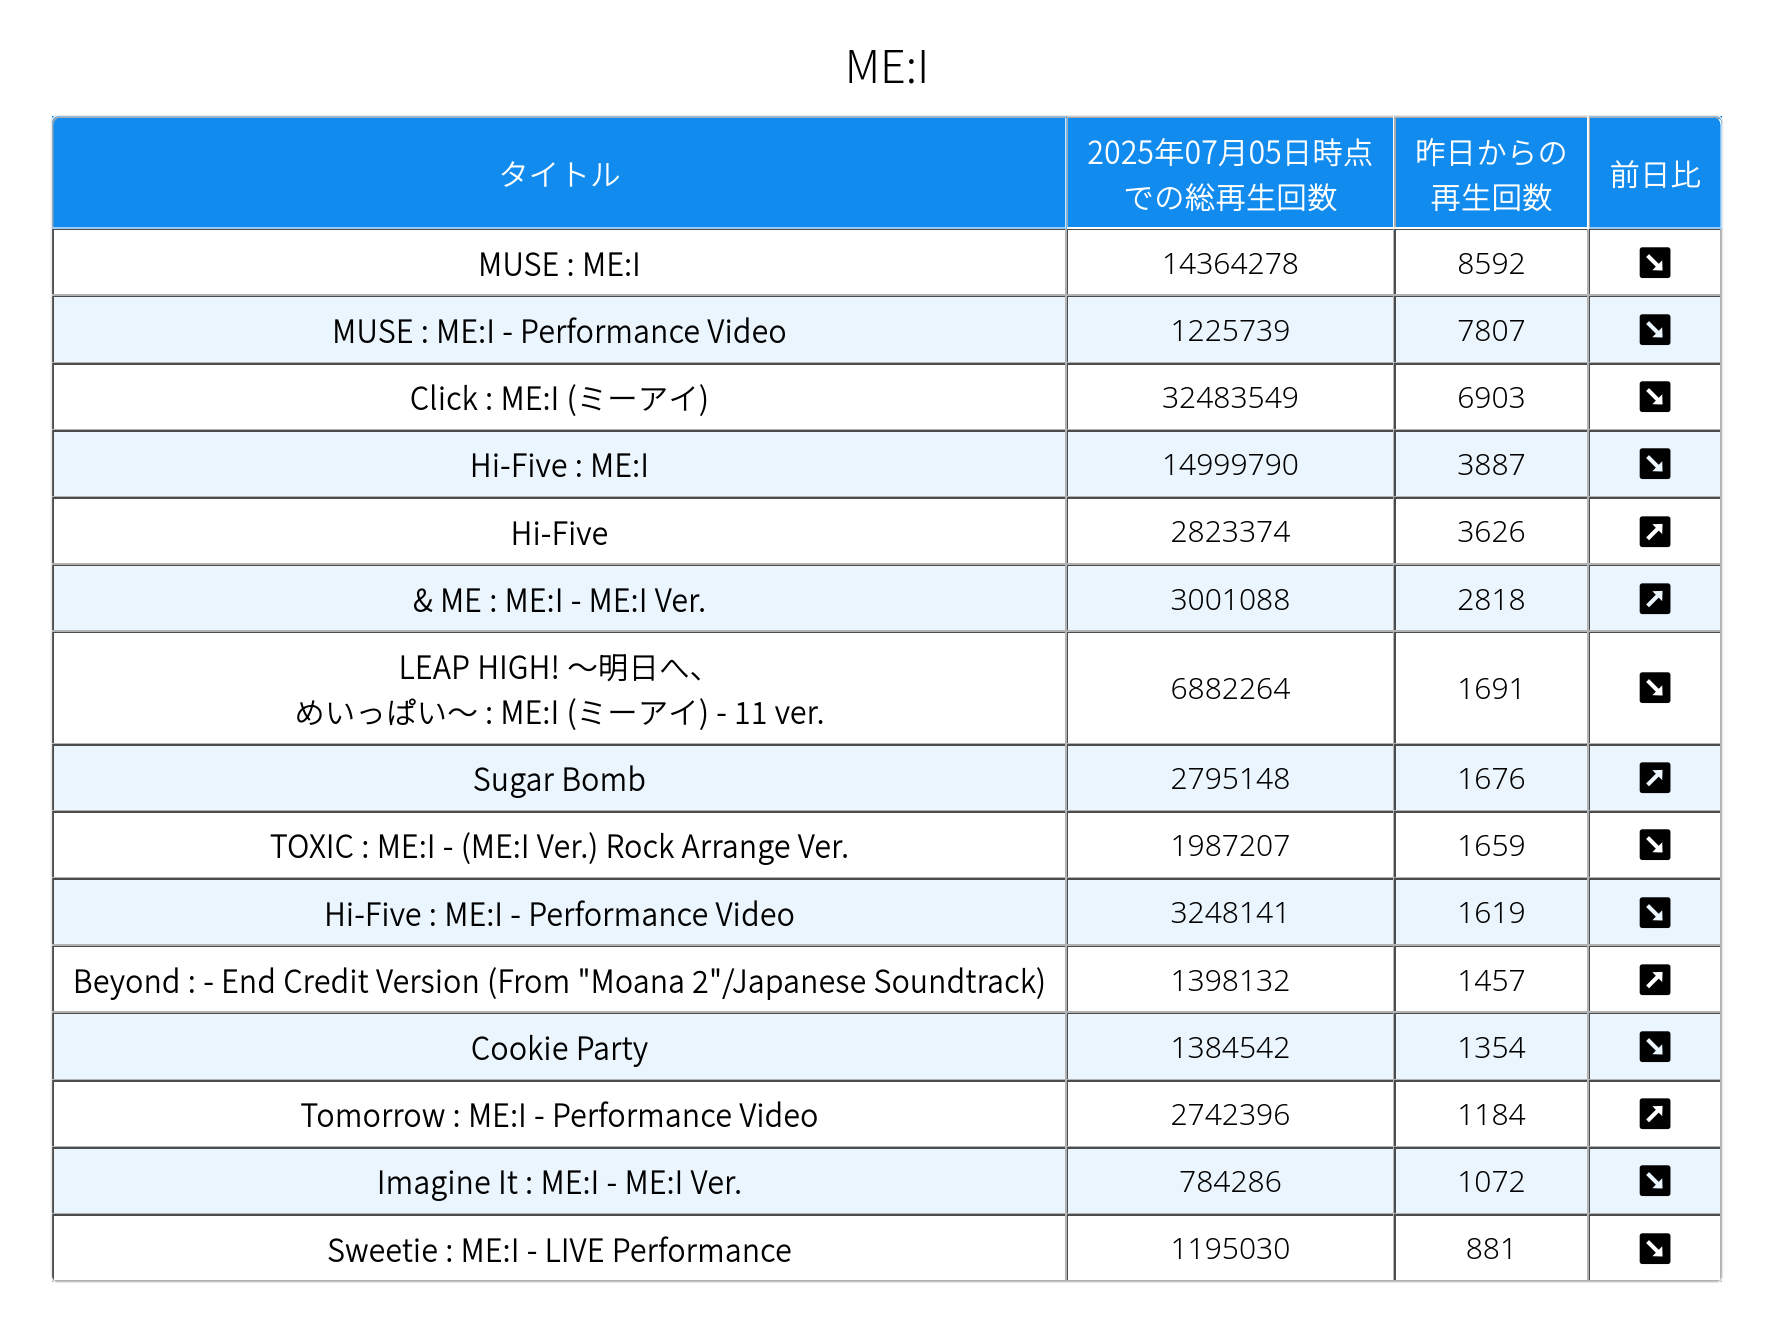 ME:I
タイトル
2025年07月05日時点
での総再生回数
昨日からの
再生回数
前日比
MUSE : ME:I 14364278 8592 ↘
MUSE : ME:I - Performance Video 1225739 7807 ↘
Click : ME:I (ミーアイ) 32483549 6903 ↘
Hi-Five : ME:I 14999790 3887 ↘
Hi-Five 2823374 3626 ↗
& ME : ME:I - ME:I Ver. 3001088 2818 ↗
LEAP HIGH! 〜明日へ、
めいっぱい〜 : ME:I (ミーアイ) - 11 ver. 6882264 1691 ↘
Sugar Bomb 2795148 1676 ↗
TOXIC : ME:I - (ME:I Ver.) Rock Arrange Ver. 1987207 1659 ↘
Hi-Five : ME:I - Performance Video 3248141 1619 ↘
Beyond : - End Credit Version (From "Moana 2"/Japanese Soundtrack) 1398132 1457 ↗
Cookie Party 1384542 1354 ↘
Tomorrow : ME:I - Performance Video 2742396 1184 ↗
Imagine It : ME:I - ME:I Ver. 784286 1072 ↘
Sweetie : ME:I - LIVE Performance 1195030 881 ↘